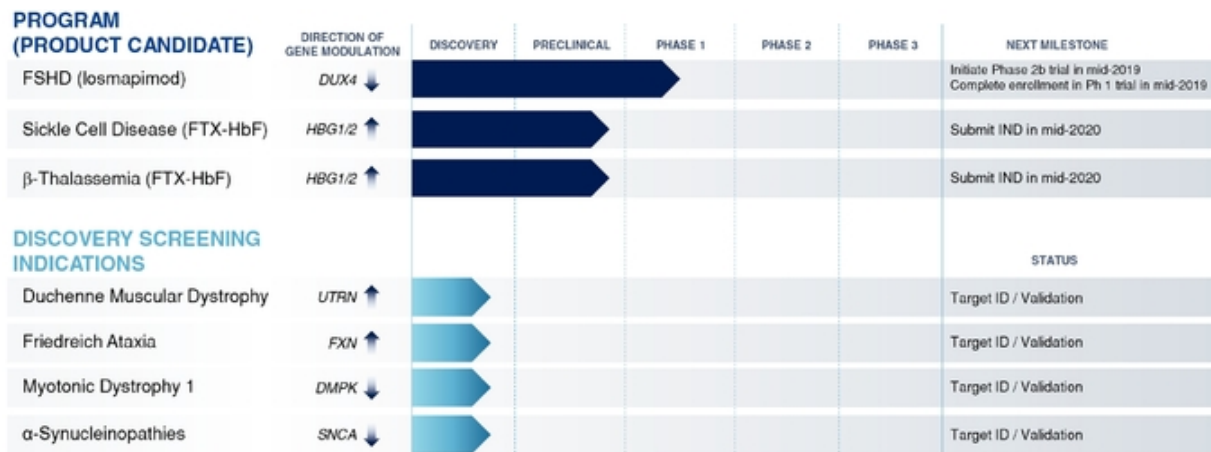 PROGRAM
(PRODUCT CANDIDATE)
DIRECTION OF
GENE MODULATION
DISCOVERY
PRECLINICAL
PHASE 1
PHASE 2
PHASE 3
NEXT MILESTONE
FSHD (losmapimod)
DUX4
Initiate Phase 2b trial in mid-2019
Complete enrollment in Ph 1 trial in mid-2019
Sickle Cell Disease (FTX-HbF)
HBG1/2
Submit IND in mid-2020
β-Thalassemia (FTX-HbF)
HBG1/2
Submit IND in mid-2020
DISCOVERY SCREENING
INDICATIONS
STATUS
Duchenne Muscular Dystrophy
UTRN
Target ID / Validation
Friedreich Ataxia
FXN
Target ID / Validation
Myotonic Dystrophy 1
DMPK
Target ID / Validation
α-Synucleinopathies
SNCA
Target ID / Validation